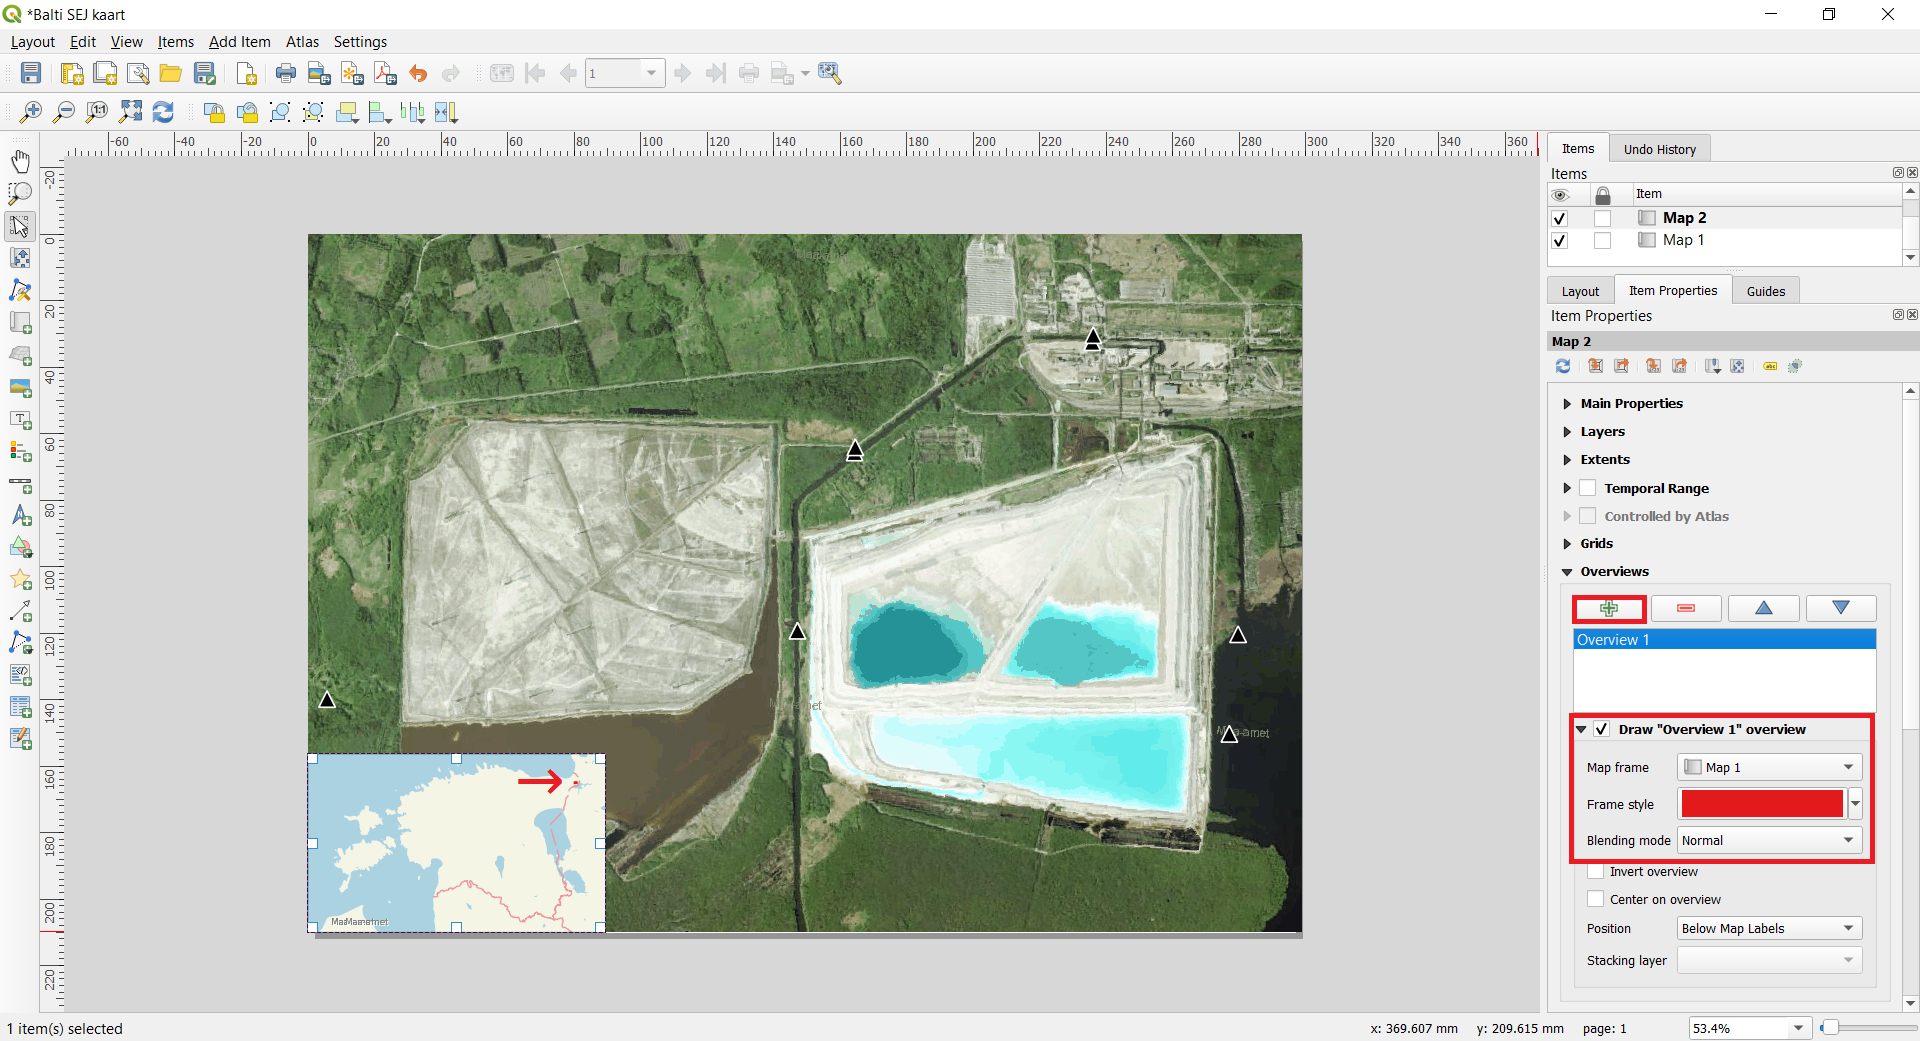 *Balti SEJ kaart
Layout Edit View Items Add Item Atlas Settings
1
-60 -40 -20 0 20 40 60 80 100 120 140 160 180 200 220 240 260 280 300 320 340 360
-20 0 20 40 60 80 100 120 140 160 180 200 220
Items Undo History
Items
Item
Map 2
Map 1
Layout Item Properties Guides
Item Properties
Map 2
Main Properties
Layers
Extents
Temporal Range
Controlled by Atlas
Grids
Overviews
Overview 1
Draw "Overview 1" overview
Map frame Map 1
Frame style
Blending mode Normal
Invert overview
Center on overview
Position Below Map Labels
Stacking layer
1 item(s) selected
x: 369.607 mm y: 209.615 mm page: 1 53.4%